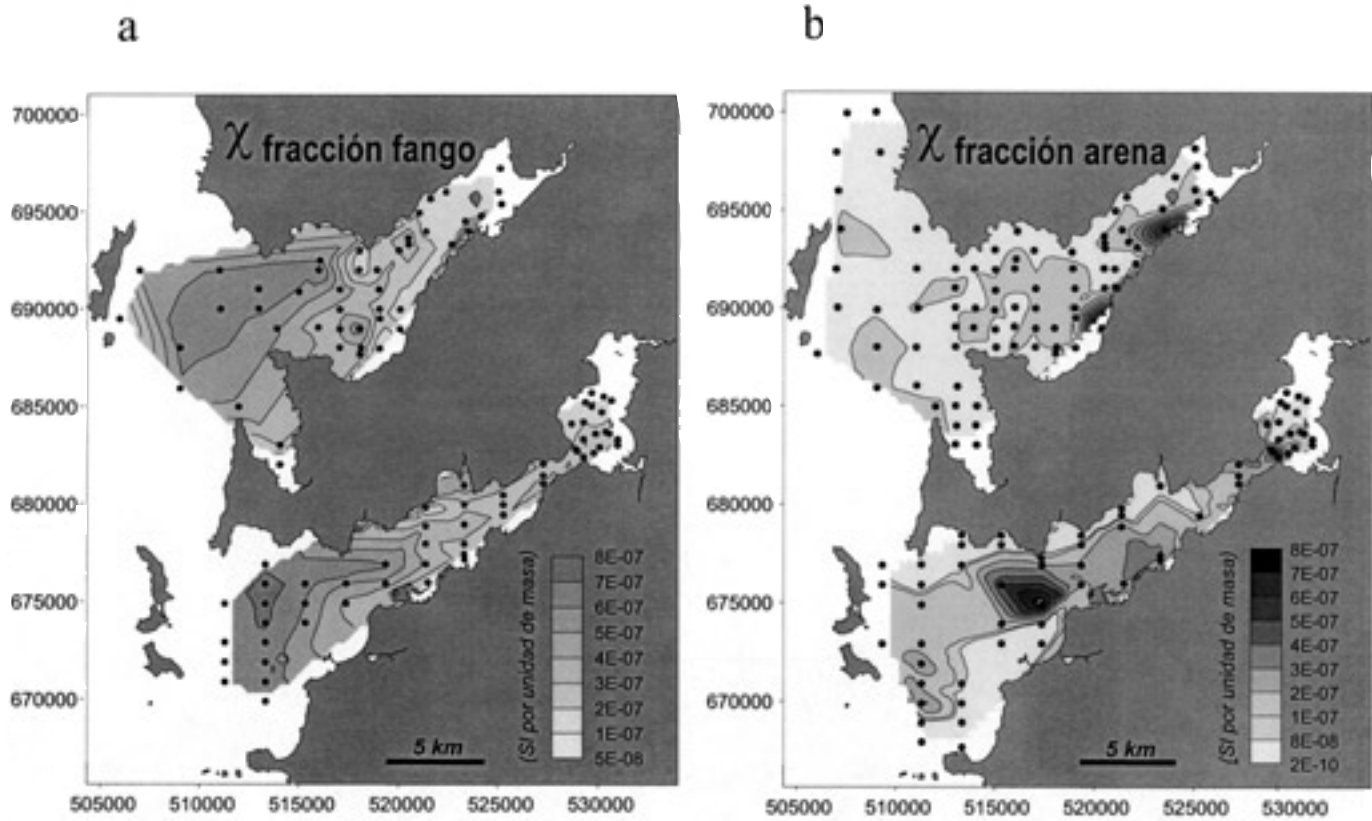 a
b
χ fracción fango
χ fracción arena
700000
695000
690000
685000
680000
675000
670000
505000
510000
515000
520000
525000
530000
(SI por unidad de masa)
8E-07
7E-07
6E-07
5E-07
4E-07
3E-07
2E-07
1E-07
5E-08
5 km
700000
695000
690000
685000
680000
675000
670000
505000
510000
515000
520000
525000
530000
(SI por unidad de masa)
8E-07
7E-07
6E-07
5E-07
4E-07
3E-07
2E-07
1E-07
8E-08
2E-10
5 km